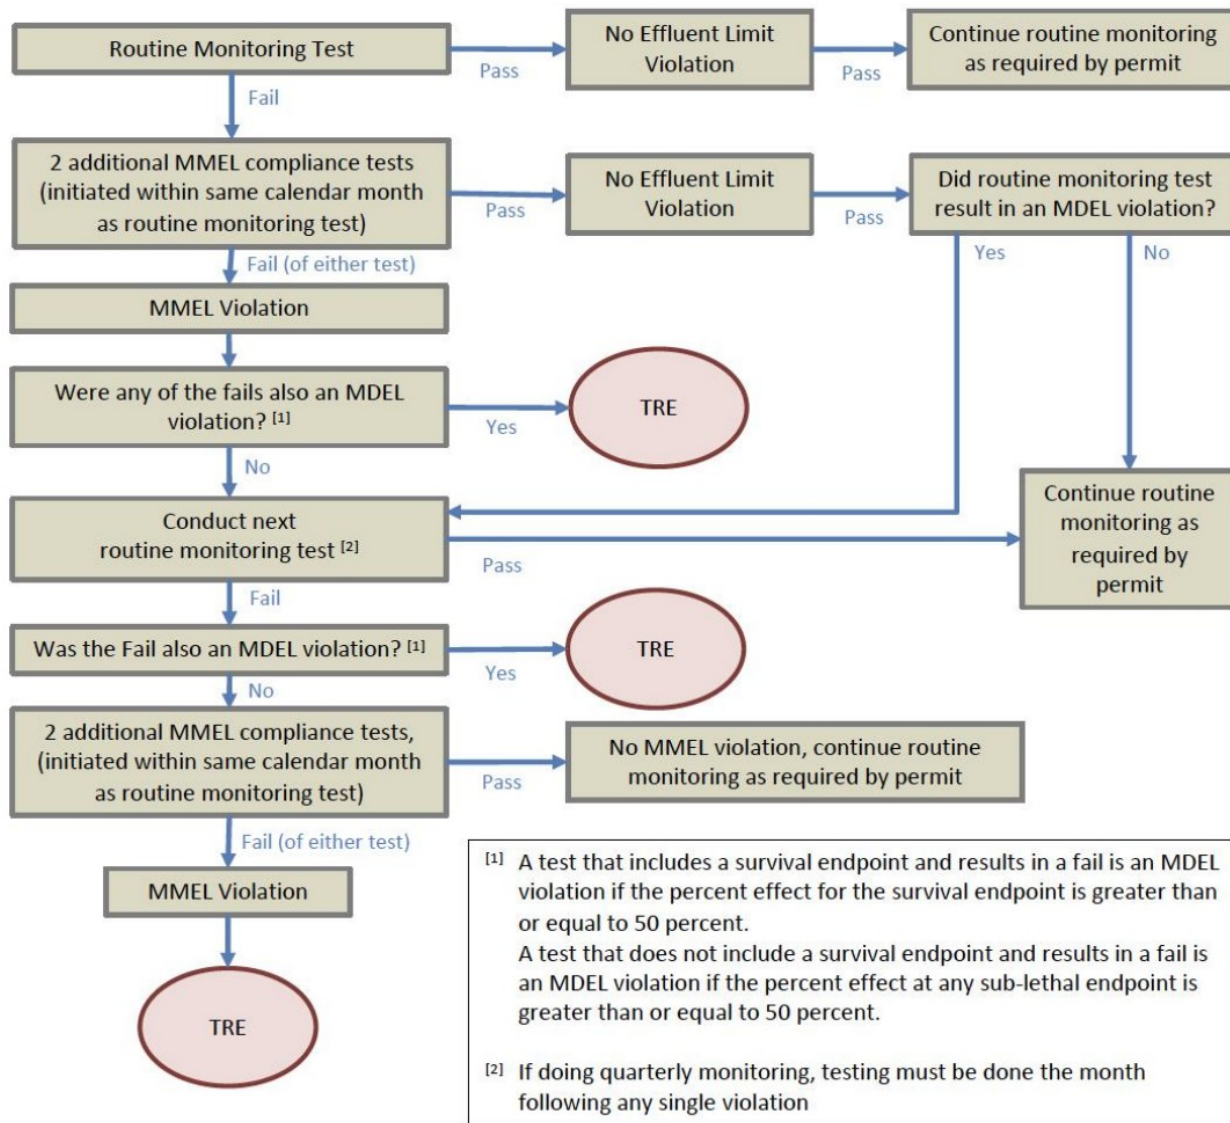 Routine Monitoring Test
Pass
No Effluent Limit
Violation
Pass
Continue routine monitoring
as required by permit
Fail
2 additional MMEL compliance tests
(initiated within same calendar month
as routine monitoring test)
Pass
No Effluent Limit
Violation
Pass
Did routine monitoring test
result in an MDEL violation?
Fail (of either test)
Yes
No
MMEL Violation
Were any of the fails also an MDEL
violation? [1]
Yes
TRE
No
Conduct next
routine monitoring test [2]
Pass
Continue routine
monitoring as
required by
permit
Fail
Was the Fail also an MDEL violation? [1]
Yes
TRE
No
2 additional MMEL compliance tests,
(initiated within same calendar month
as routine monitoring test)
Pass
No MMEL violation, continue routine
monitoring as required by permit
Fail (of either test)
MMEL Violation
TRE
[1] A test that includes a survival endpoint and results in a fail is an MDEL
violation if the percent effect for the survival endpoint is greater than
or equal to 50 percent.
A test that does not include a survival endpoint and results in a fail is
an MDEL violation if the percent effect at any sub-lethal endpoint is
greater than or equal to 50 percent.
[2] If doing quarterly monitoring, testing must be done the month
following any single violation